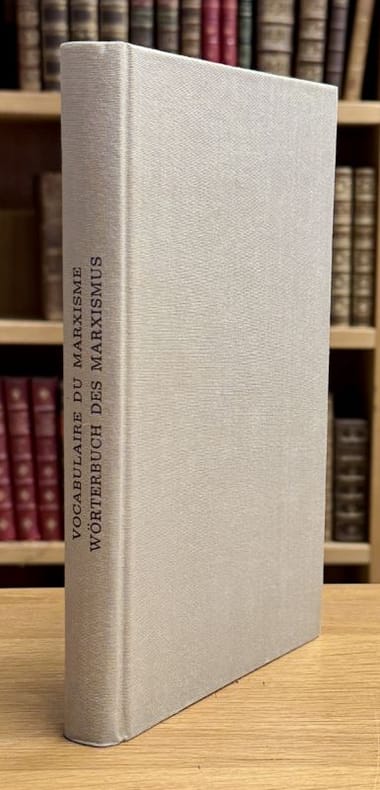 VOCABULAIRE DU MARXISME
WÖRTERBUCH DES MARXISMUS